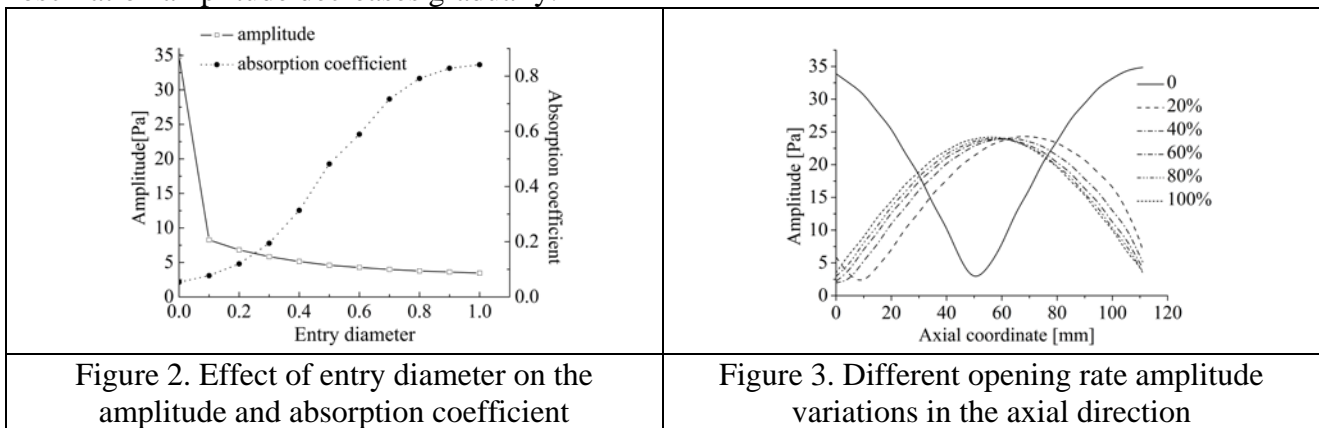 amplitude
absorption coefficient
35
30
25
20
15
10
5
0
Amplitude[Pa]
0.8
0.6
0.4
0.2
0.0
Absorption coefficient
0.0 0.2 0.4 0.6 0.8 1.0
Entry diameter
35
30
25
20
15
10
5
0
Amplitude [Pa]
0
20%
40%
60%
80%
100%
0 20 40 60 80 100 120
Axial coordinate [mm]
Figure 2. Effect of entry diameter on the
amplitude and absorption coefficient
Figure 3. Different opening rate amplitude
variations in the axial direction